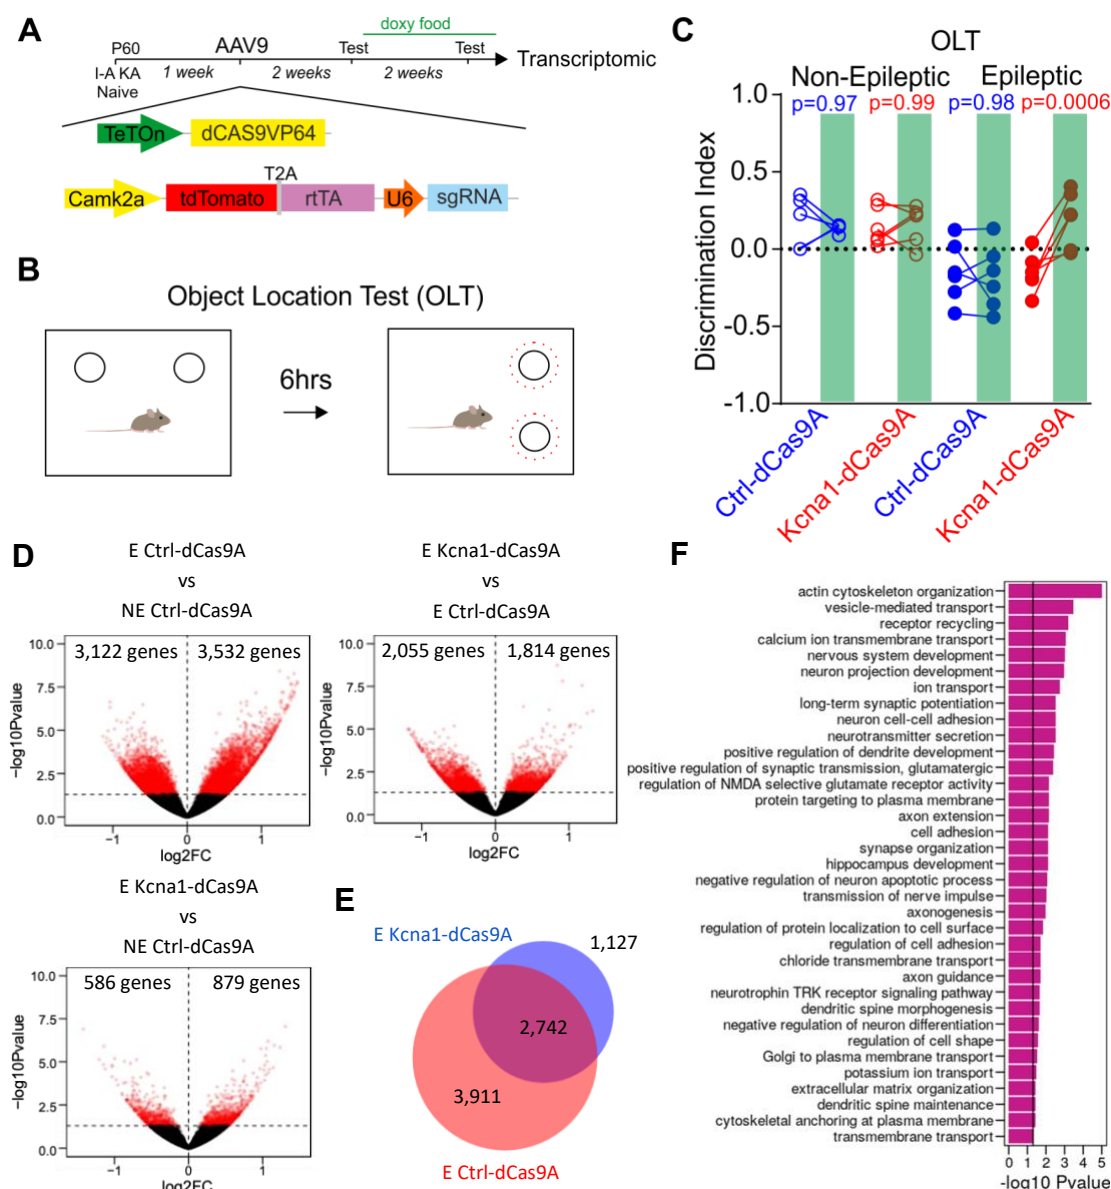 A
doxy food
P60
AAV9
Test
Test
Transcriptomic
I-A KA
Naive
1 week
2 weeks
2 weeks
TeTOn
dCAS9VP64
T2A
Camk2a
tdTomato
rtTA
U6
sgRNA
B
Object Location Test (OLT)
6hrs
C
OLT
Non-Epileptic
Epileptic
p=0.97
p=0.99
p=0.98
p=0.0006
Discrimination Index
1.0
0.5
0.0
-0.5
-1.0
Ctrl-dCas9A
Kcna1-dCas9A
Ctrl-dCas9A
Kcna1-dCas9A
D
E Ctrl-dCas9A
vs
NE Ctrl-dCas9A
3,122 genes
3,532 genes
−log10Pvalue
10.0
7.5
5.0
2.5
0.0
−1
0
1
log2FC
E Kcna1-dCas9A
vs
E Ctrl-dCas9A
2,055 genes
1,814 genes
−log10Pvalue
10.0
7.5
5.0
2.5
0.0
−1
0
1
log2FC
E Kcna1-dCas9A
vs
NE Ctrl-dCas9A
586 genes
879 genes
−log10Pvalue
10.0
7.5
5.0
2.5
0.0
−1
0
1
log2FC
E
E Kcna1-dCas9A
1,127
2,742
3,911
E Ctrl-dCas9A
F
actin cytoskeleton organization
vesicle-mediated transport
receptor recycling
calcium ion transmembrane transport
nervous system development
neuron projection development
ion transport
long-term synaptic potentiation
neuron cell-cell adhesion
neurotransmitter secretion
positive regulation of dendrite development
positive regulation of synaptic transmission, glutamatergic
regulation of NMDA selective glutamate receptor activity
protein targeting to plasma membrane
axon extension
cell adhesion
synapse organization
hippocampus development
negative regulation of neuron apoptotic process
transmission of nerve impulse
axonogenesis
regulation of protein localization to cell surface
regulation of cell adhesion
chloride transmembrane transport
axon guidance
neurotrophin TRK receptor signaling pathway
dendritic spine morphogenesis
negative regulation of neuron differentiation
regulation of cell shape
Golgi to plasma membrane transport
potassium ion transport
extracellular matrix organization
dendritic spine maintenance
cytoskeletal anchoring at plasma membrane
transmembrane transport
0 1 2 3 4 5
-log10 Pvalue